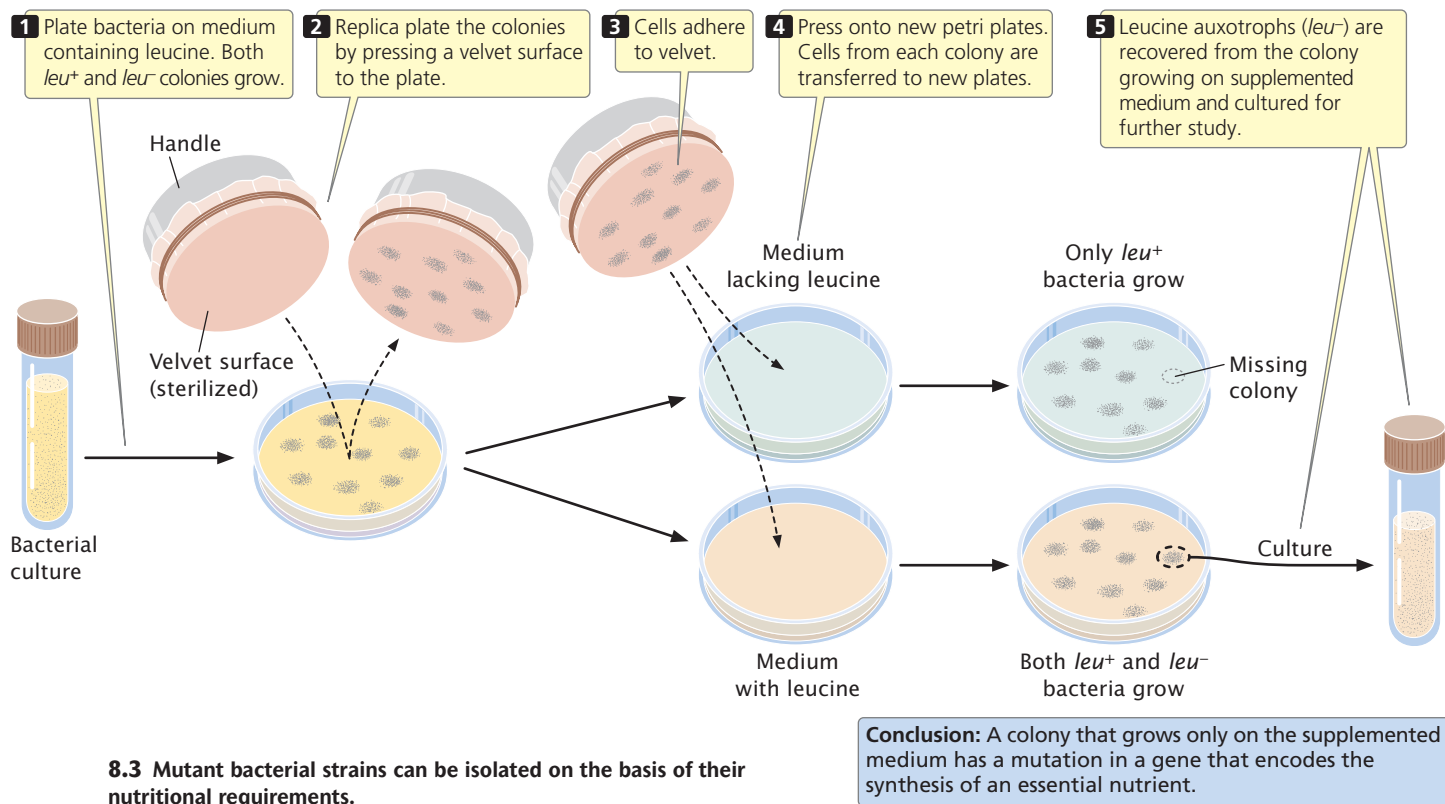 1 Plate bacteria on medium
containing leucine. Both
leu+ and leu– colonies grow.
2 Replica plate the colonies
by pressing a velvet surface
to the plate.
3 Cells adhere
to velvet.
4 Press onto new petri plates.
Cells from each colony are
transferred to new plates.
5 Leucine auxotrophs (leu–) are
recovered from the colony
growing on supplemented
medium and cultured for
further study.
Handle
Velvet surface
(sterilized)
Bacterial
culture
Medium
lacking leucine
Only leu+
bacteria grow
Missing
colony
Medium
with leucine
Both leu+ and leu–
bacteria grow
Culture
Conclusion: A colony that grows only on the supplemented
medium has a mutation in a gene that encodes the
synthesis of an essential nutrient.
8.3 Mutant bacterial strains can be isolated on the basis of their
nutritional requirements.